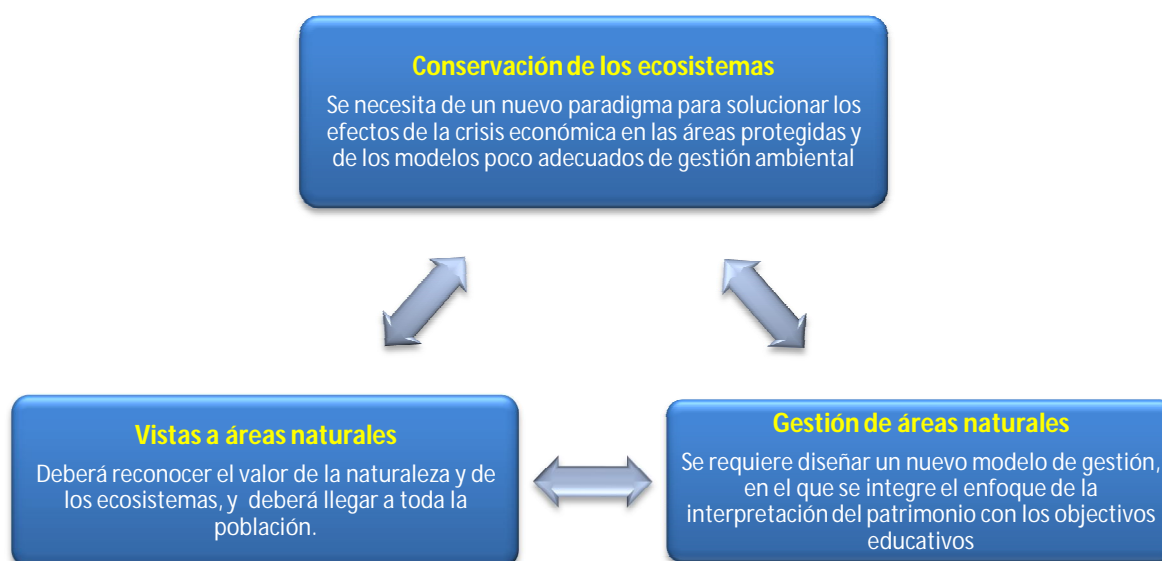 Conservación de los ecosistemas
Se necesita de un nuevo paradigma para solucionar los
efectos de la crisis económica en las áreas protegidas y
de los modelos poco adecuados de gestión ambiental
Vistas a áreas naturales
Deberá reconocer el valor de la naturaleza y de
los ecosistemas, y deberá llegar a toda la
población.
Gestión de áreas naturales
Se requiere diseñar un nuevo modelo de gestión,
en el que se integre el enfoque de la
interpretación del patrimonio con los objectivos
educativos